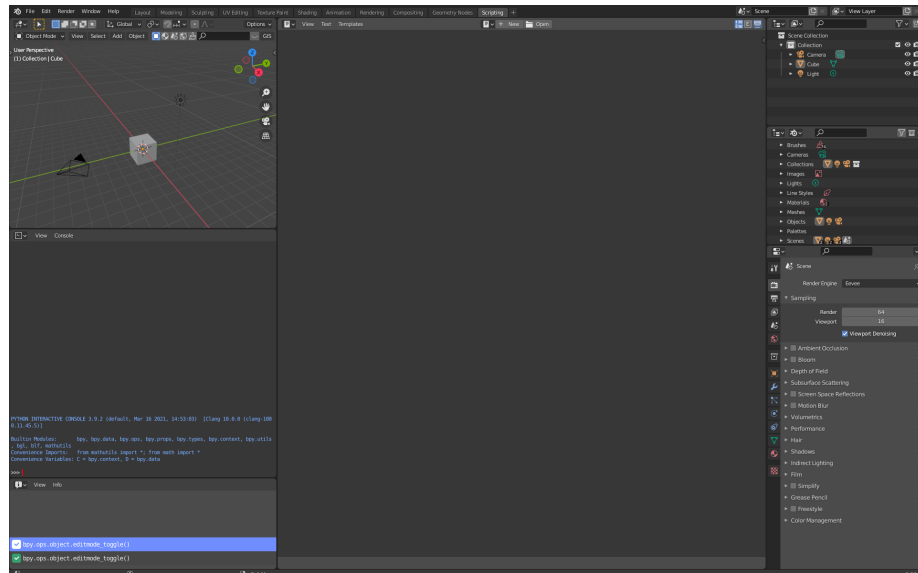 File Edit Render Window Help Layout Modeling Sculpting UV Editing Texture Paint Shading Animation Rendering Compositing Geometry Nodes Scripting + Scene View Layer
Global Options
View Text Templates + New Open
Object Mode View Select Add Object GIS
User Perspective
(1) Collection | Cube
Scene Collection
Collection
Camera
Cube
Light
Brushes
Cameras
Collections
Images
Lights
Line Styles
Materials
Meshes
Objects
Palettes
Scenes
View Console
PYTHON INTERACTIVE CONSOLE 3.9.2 (default, Mar 16 2021, 14:53:03) [Clang 10.0.0 (clang-100
0.11.45.5)]
Builtin Modules: bpy, bpy.data, bpy.ops, bpy.props, bpy.types, bpy.context, bpy.utils
, bgl, blf, mathutils
Convenience Imports: from mathutils import *; from math import *
Convenience Variables: C = bpy.context, D = bpy.data
>>>
View Info
bpy.ops.object.editmode_toggle()
bpy.ops.object.editmode_toggle()
Scene
Render Engine Eevee
Sampling
Render 64
Viewport 16
Viewport Denoising
Ambient Occlusion
Bloom
Depth of Field
Subsurface Scattering
Screen Space Reflections
Motion Blur
Volumetrics
Performance
Hair
Shadows
Indirect Lighting
Film
Simplify
Grease Pencil
Freestyle
Color Management